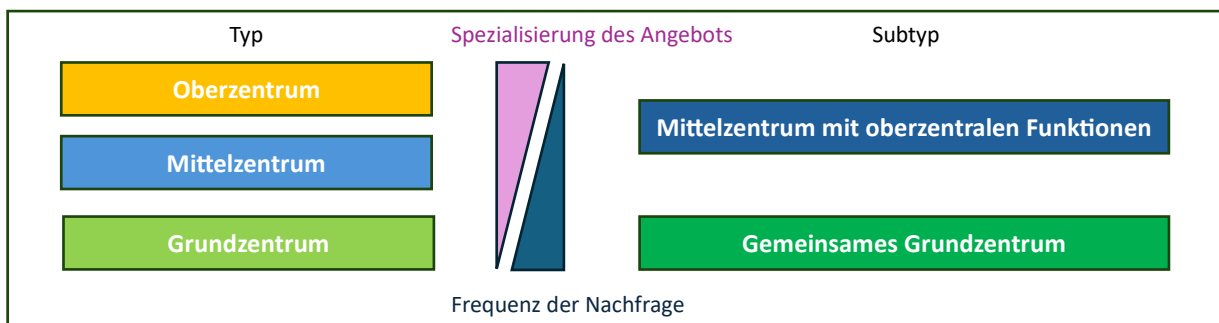 Typ
Spezialisierung des Angebots
Subtyp
Oberzentrum
Mittelzentrum mit oberzentralen Funktionen
Mittelzentrum
Grundzentrum
Gemeinsames Grundzentrum
Frequenz der Nachfrage